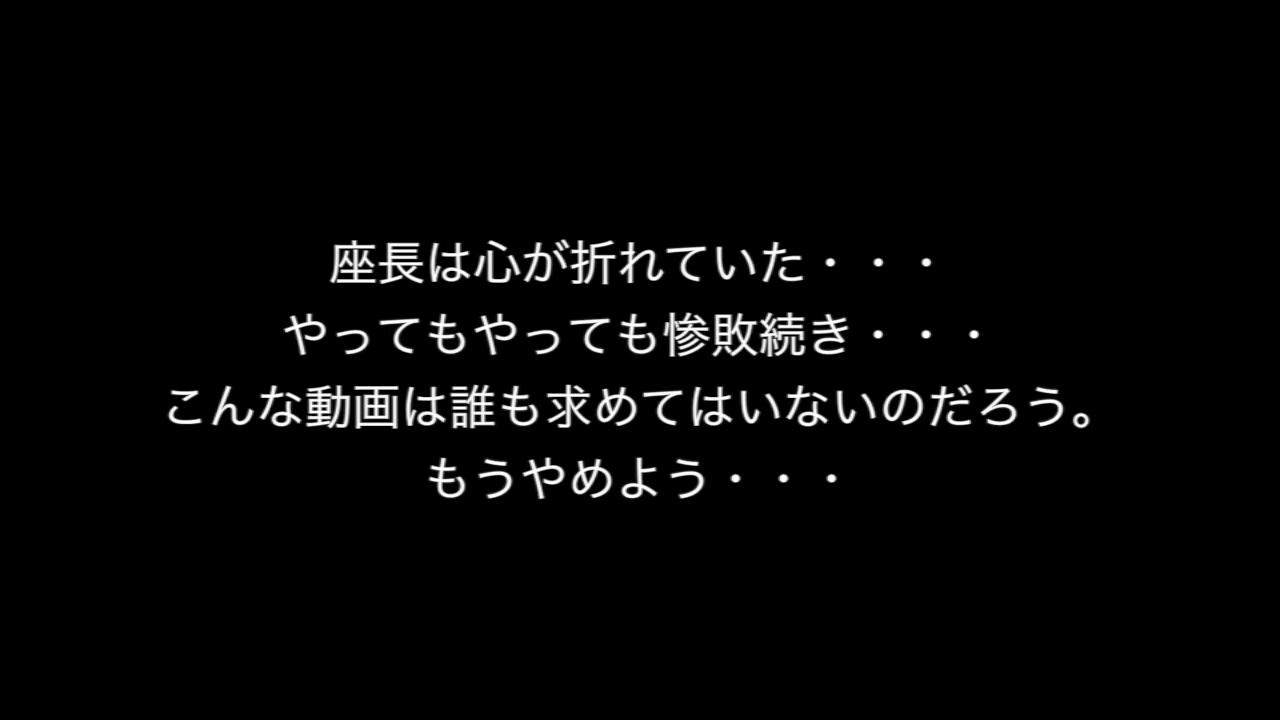 座長は心が折れていた・・・
やってもやっても惨敗続き・・・
こんな動画は誰も求めてはいないのだろう。
もうやめよう・・・